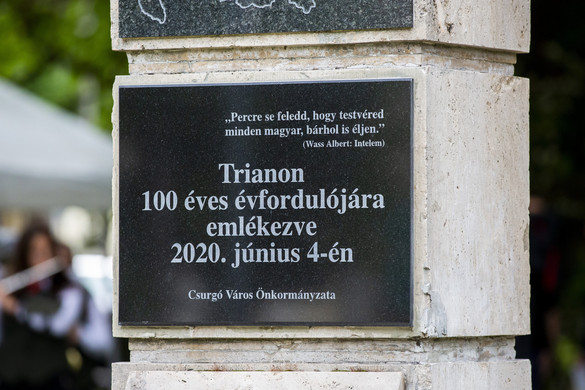 „Percre se feledd, hogy testvéred
minden magyar, bárhol is éljen.”
(Wass Albert: Intelem)
Trianon
100 éves évfordulójára
emlékezve
2020. június 4-én
Csurgó Város Önkormányzata